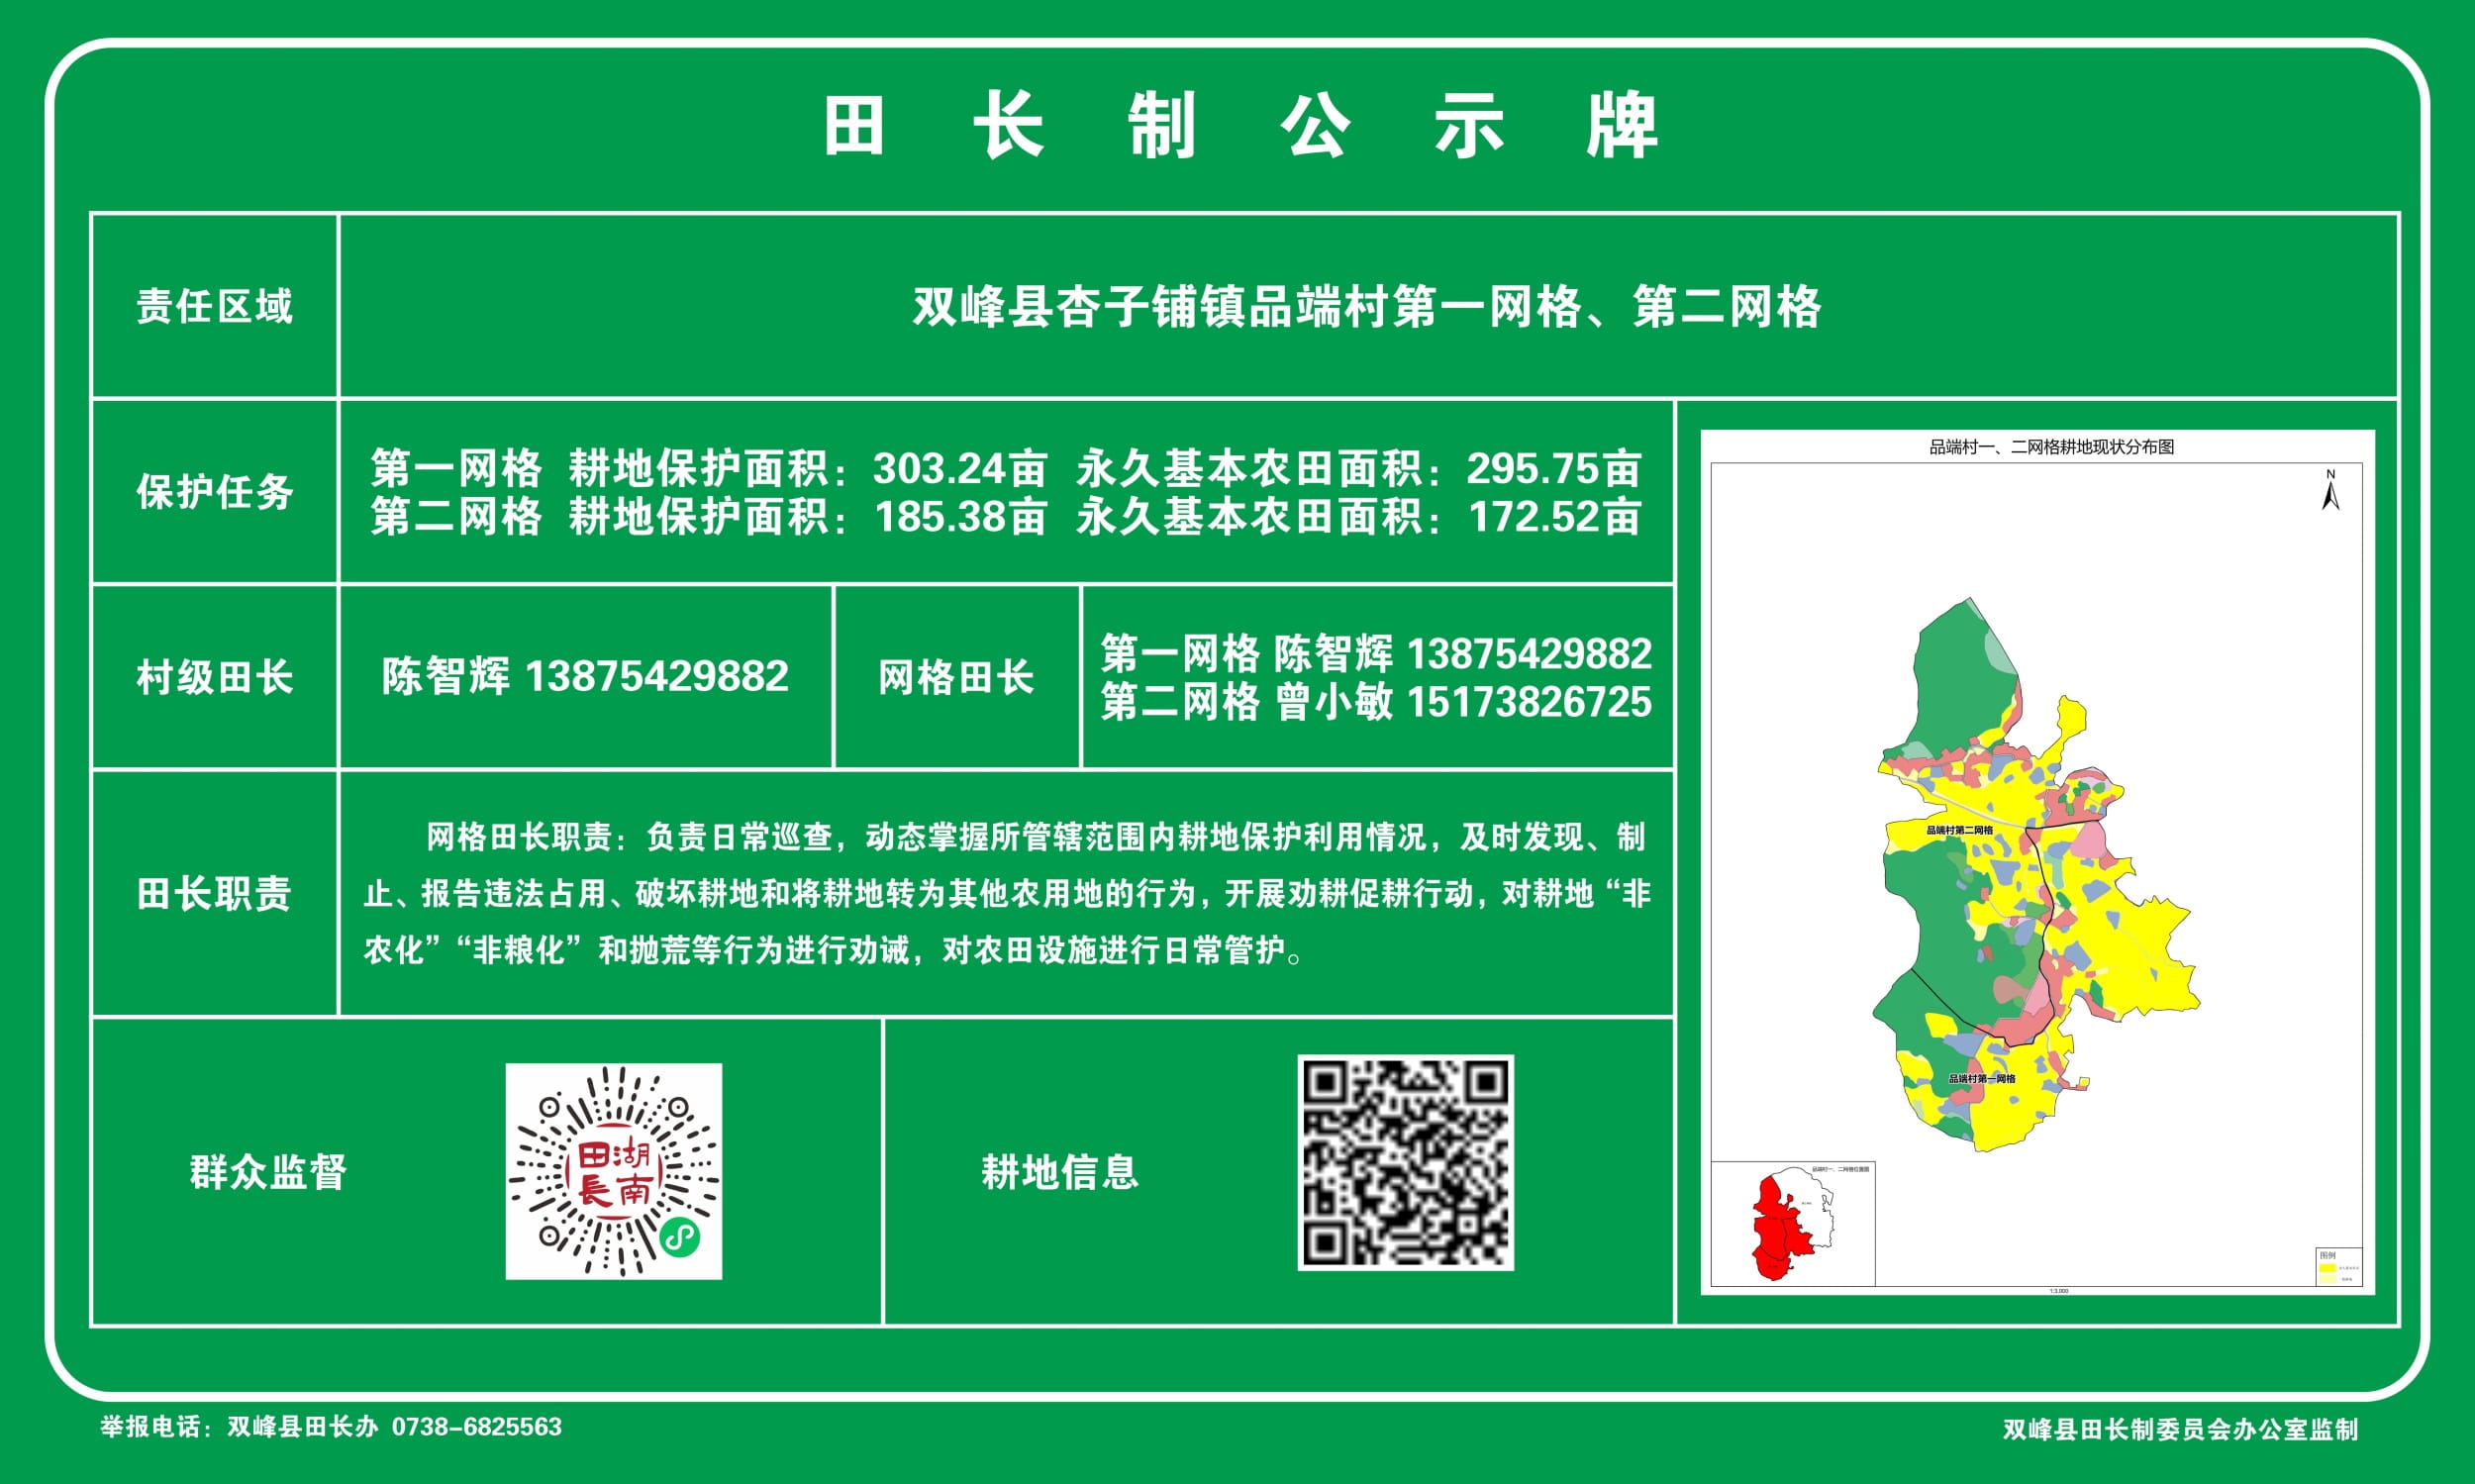 田长制公示牌
责任区域
双峰县杏子铺镇品端村第一网格、第二网格
保护任务
第一网格 耕地保护面积：303.24亩 永久基本农田面积：295.75亩
第二网格 耕地保护面积：185.38亩 永久基本农田面积：172.52亩
村级田长
陈智辉 13875429882
网格田长
第一网格 陈智辉 13875429882
第二网格 曾小敏 15173826725
田长职责
网格田长职责：负责日常巡查，动态掌握所管辖范围内耕地保护利用情况，及时发现、制
止、报告违法占用、破坏耕地和将耕地转为其他农用地的行为，开展劝耕促耕行动，对耕地“非
农化”“非粮化”和抛荒等行为进行劝诫，对农田设施进行日常管护。
群众监督
田湖
長南
耕地信息
品端村一、二网格耕地现状分布图
N
品端村第二网格
品端村第一网格
品端村一、二网格位置图
图例
1:3,000
举报电话：双峰县田长办 0738-6825563
双峰县田长制委员会办公室监制